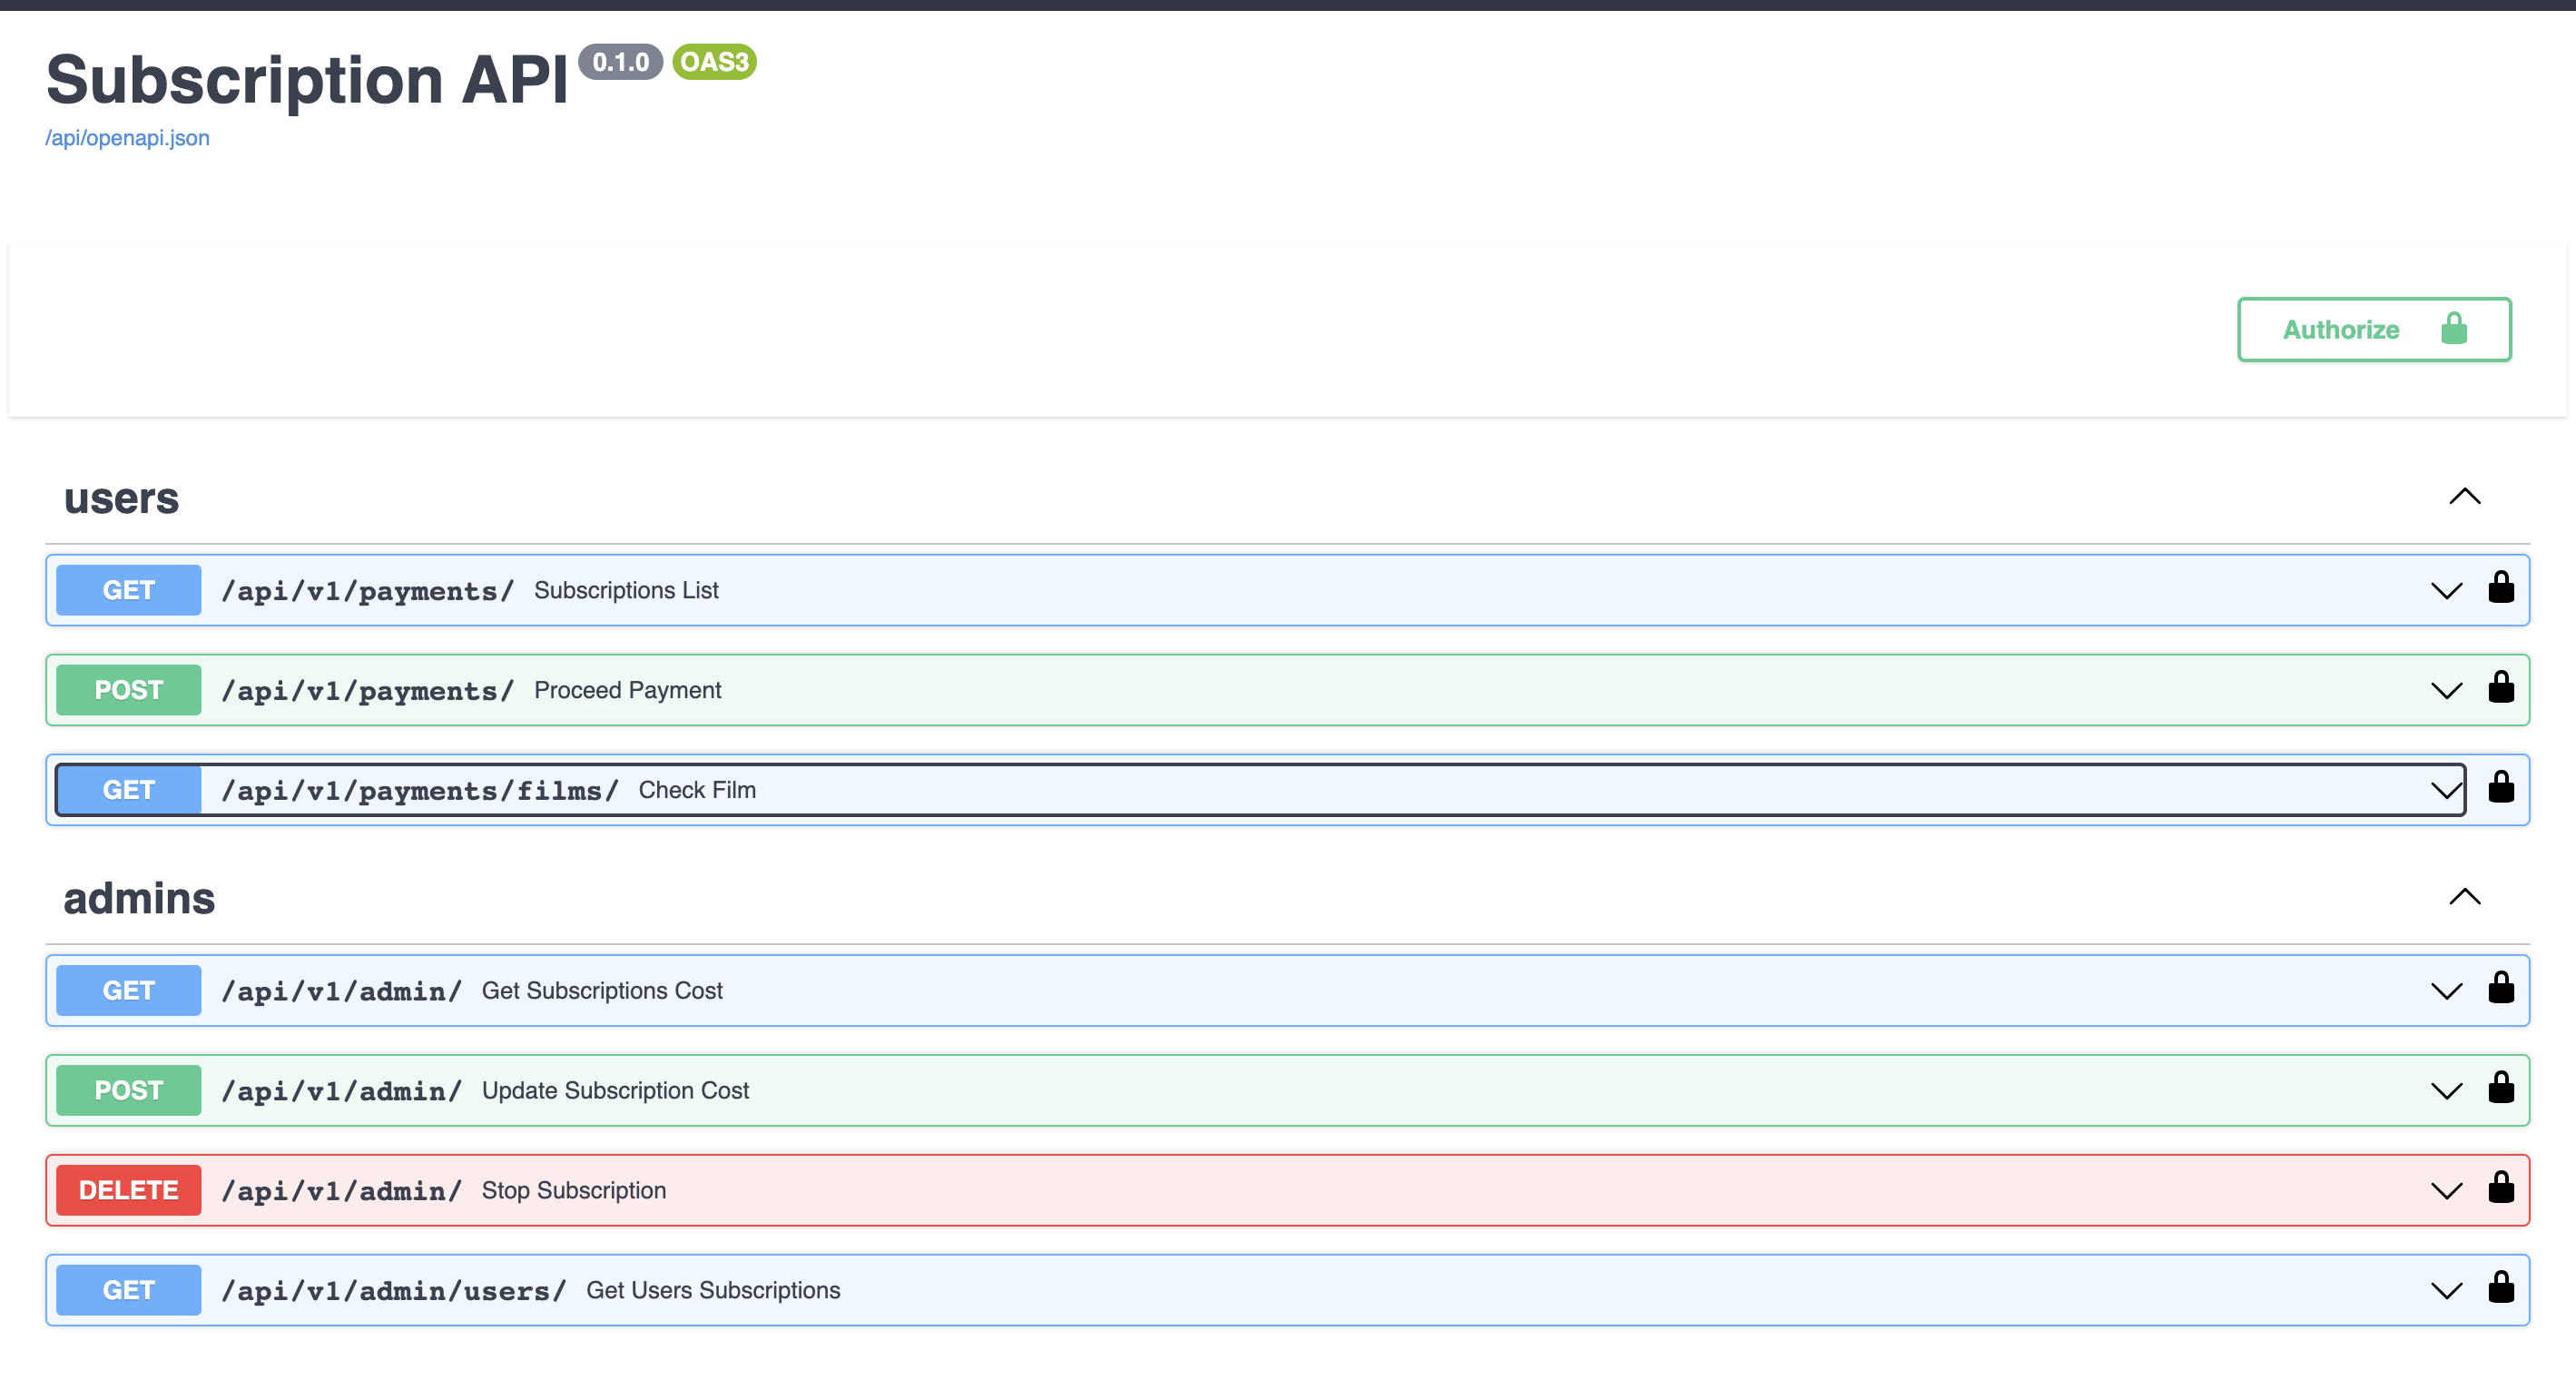 Subscription API 0.1.0 OAS3
/api/openapi.json
Authorize
users
GET /api/v1/payments/ Subscriptions List
POST /api/v1/payments/ Proceed Payment
GET /api/v1/payments/films/ Check Film
admins
GET /api/v1/admin/ Get Subscriptions Cost
POST /api/v1/admin/ Update Subscription Cost
DELETE /api/v1/admin/ Stop Subscription
GET /api/v1/admin/users/ Get Users Subscriptions